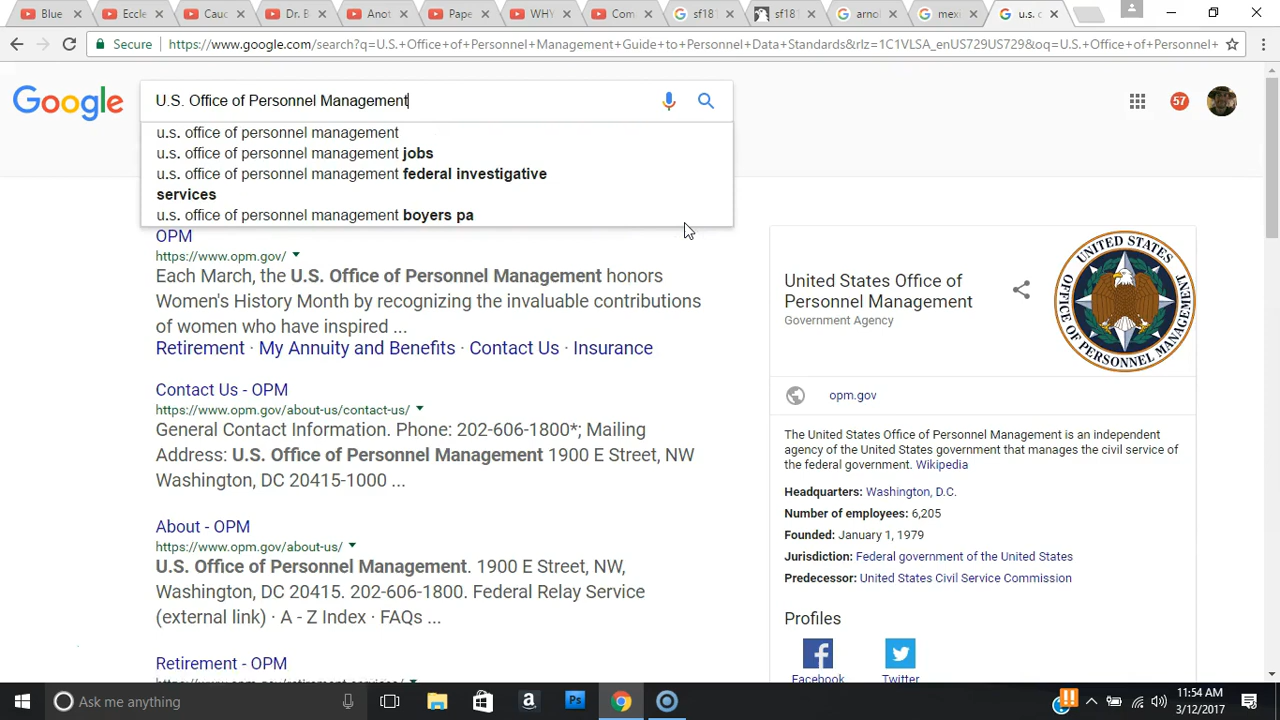 Blue
Eccle
Cauc
Dr. B
Anot
Pape
WHY
Com
sf181
sf181
arnol
mexi
u.s. o
Secure
https://www.google.com/search?q=U.S.+Office+of+Personnel+Management+Guide+to+Personnel+Data+Standards&rlz=1C1VLSA_enUS729US729&oq=U.S.+Office+of+Personnel+
Google
U.S. Office of Personnel Management
57
u.s. office of personnel management
u.s. office of personnel management jobs
u.s. office of personnel management federal investigative
services
u.s. office of personnel management boyers pa
OPM
https://www.opm.gov/
Each March, the U.S. Office of Personnel Management honors
Women's History Month by recognizing the invaluable contributions
of women who have inspired ...
Retirement · My Annuity and Benefits · Contact Us · Insurance
Contact Us - OPM
https://www.opm.gov/about-us/contact-us/
General Contact Information. Phone: 202-606-1800*; Mailing
Address: U.S. Office of Personnel Management 1900 E Street, NW
Washington, DC 20415-1000 ...
About - OPM
https://www.opm.gov/about-us/
U.S. Office of Personnel Management. 1900 E Street, NW,
Washington, DC 20415. 202-606-1800. Federal Relay Service
(external link) · A - Z Index · FAQs ...
Retirement - OPM
United States Office of
Personnel Management
Government Agency
UNITED STATES
OFFICE OF PERSONNEL MANAGEMENT
opm.gov
The United States Office of Personnel Management is an independent
agency of the United States government that manages the civil service of
the federal government. Wikipedia
Headquarters: Washington, D.C.
Number of employees: 6,205
Founded: January 1, 1979
Jurisdiction: Federal government of the United States
Predecessor: United States Civil Service Commission
Profiles
Facebook
Twitter
Ask me anything
a
Ps
11:54 AM
3/12/2017